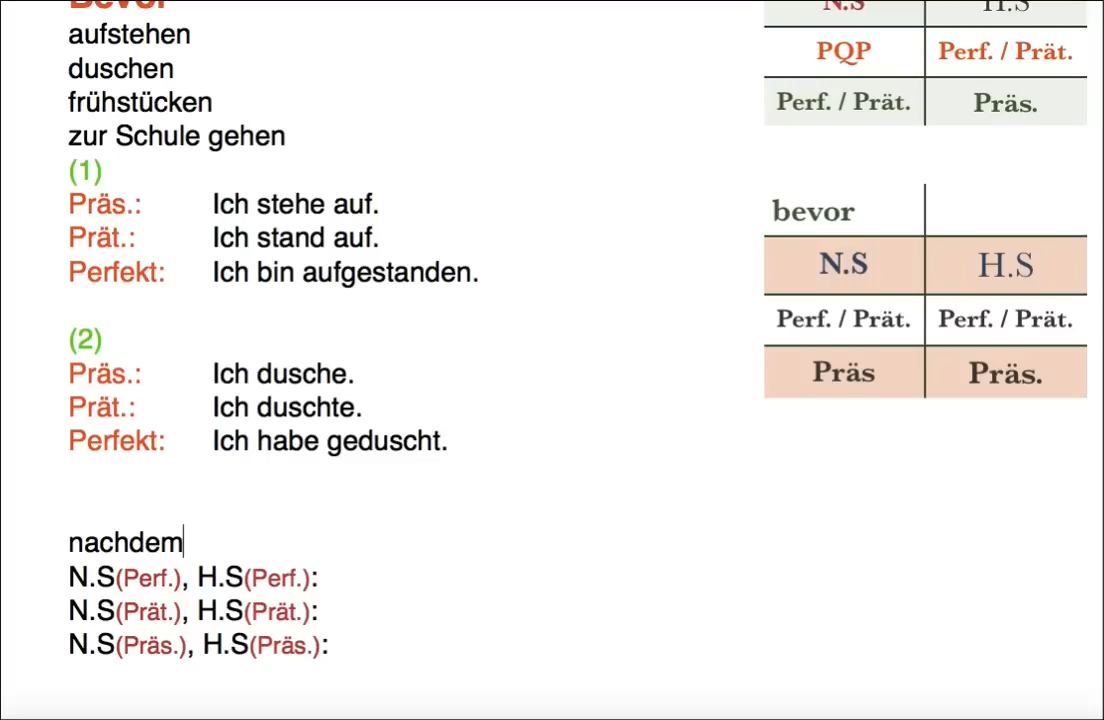 Bevor
aufstehen
duschen
frühstücken
zur Schule gehen
(1)
Präs.: Ich stehe auf.
Prät.: Ich stand auf.
Perfekt: Ich bin aufgestanden.
(2)
Präs.: Ich dusche.
Prät.: Ich duschte.
Perfekt: Ich habe geduscht.
nachdem
N.S(Perf.), H.S(Perf.):
N.S(Prät.), H.S(Prät.):
N.S(Präs.), H.S(Präs.):
N.S H.S
PQP Perf. / Prät.
Perf. / Prät. Präs.
bevor
N.S H.S
Perf. / Prät. Perf. / Prät.
Präs Präs.